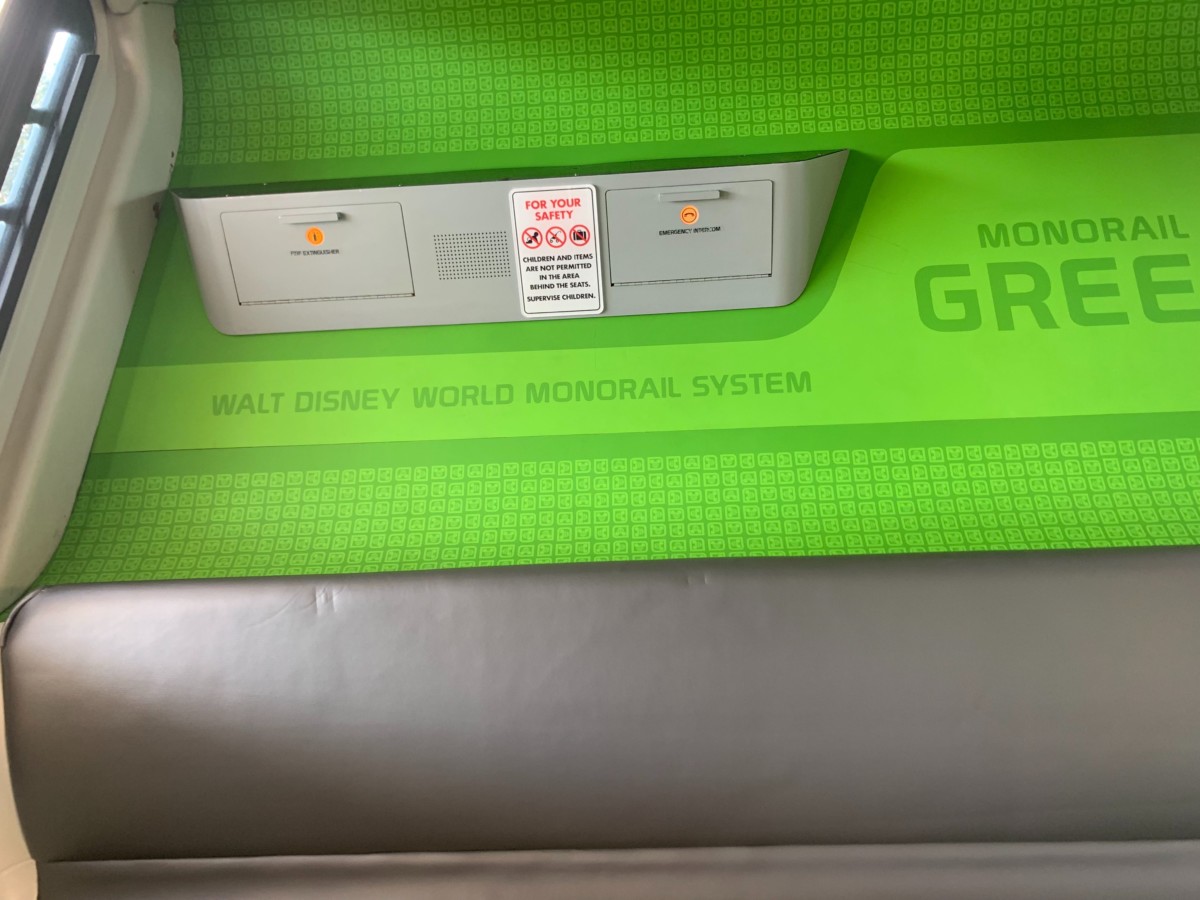 FOR YOUR
SAFETY
CHILDREN AND ITEMS
ARE NOT PERMITTED
IN THE AREA
BEHIND THE SEATS.
SUPERVISE CHILDREN.
EXTINGUISHER
EMERGENCY INTERCOM
MONORAIL
GREE
WALT DISNEY WORLD MONORAIL SYSTEM